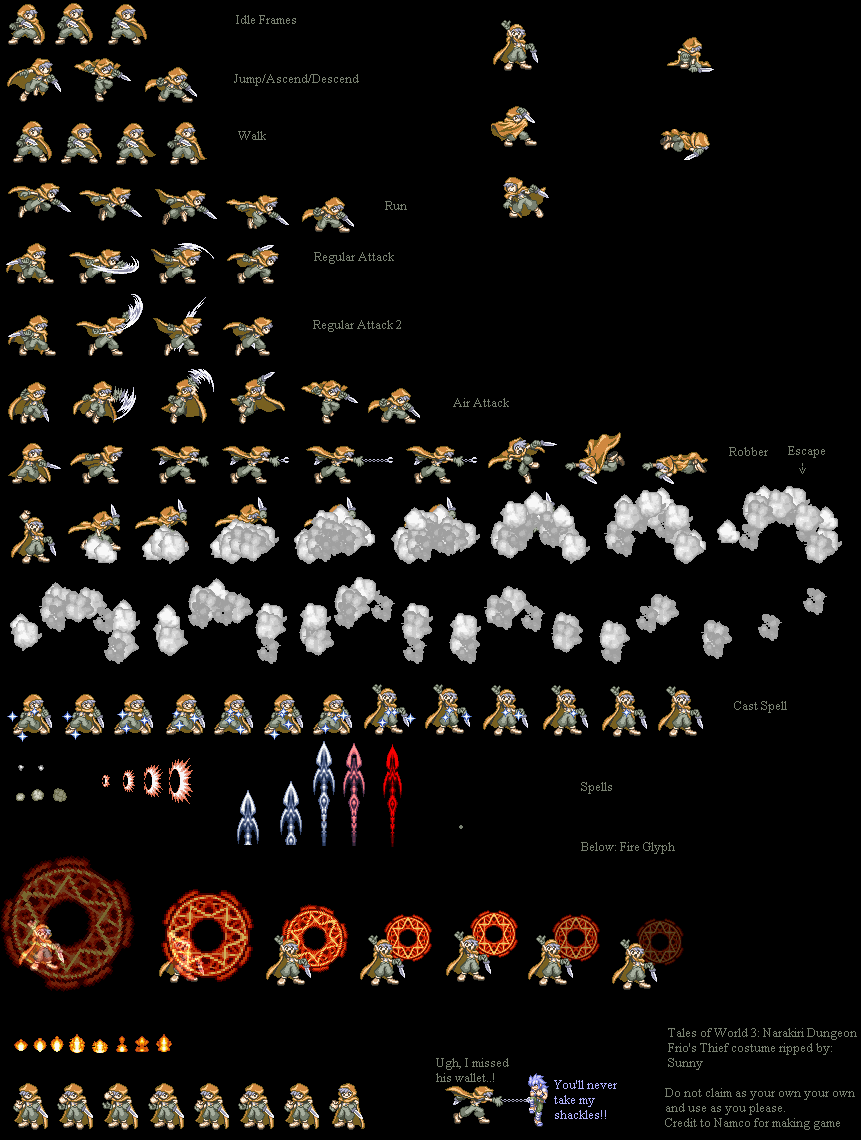 Idle Frames
Jump/Ascend/Descend
Walk
Run
Regular Attack
Regular Attack 2
Air Attack
Robber
Escape
Cast Spell
Spells
Below: Fire Glyph
Tales of World 3: Narakiri Dungeon
Frio's Thief costume ripped by:
Sunny
Ugh, I missed
his wallet..!
You'll never
take my
shackles!!
Do not claim as your own your own
and use as you please.
Credit to Namco for making game